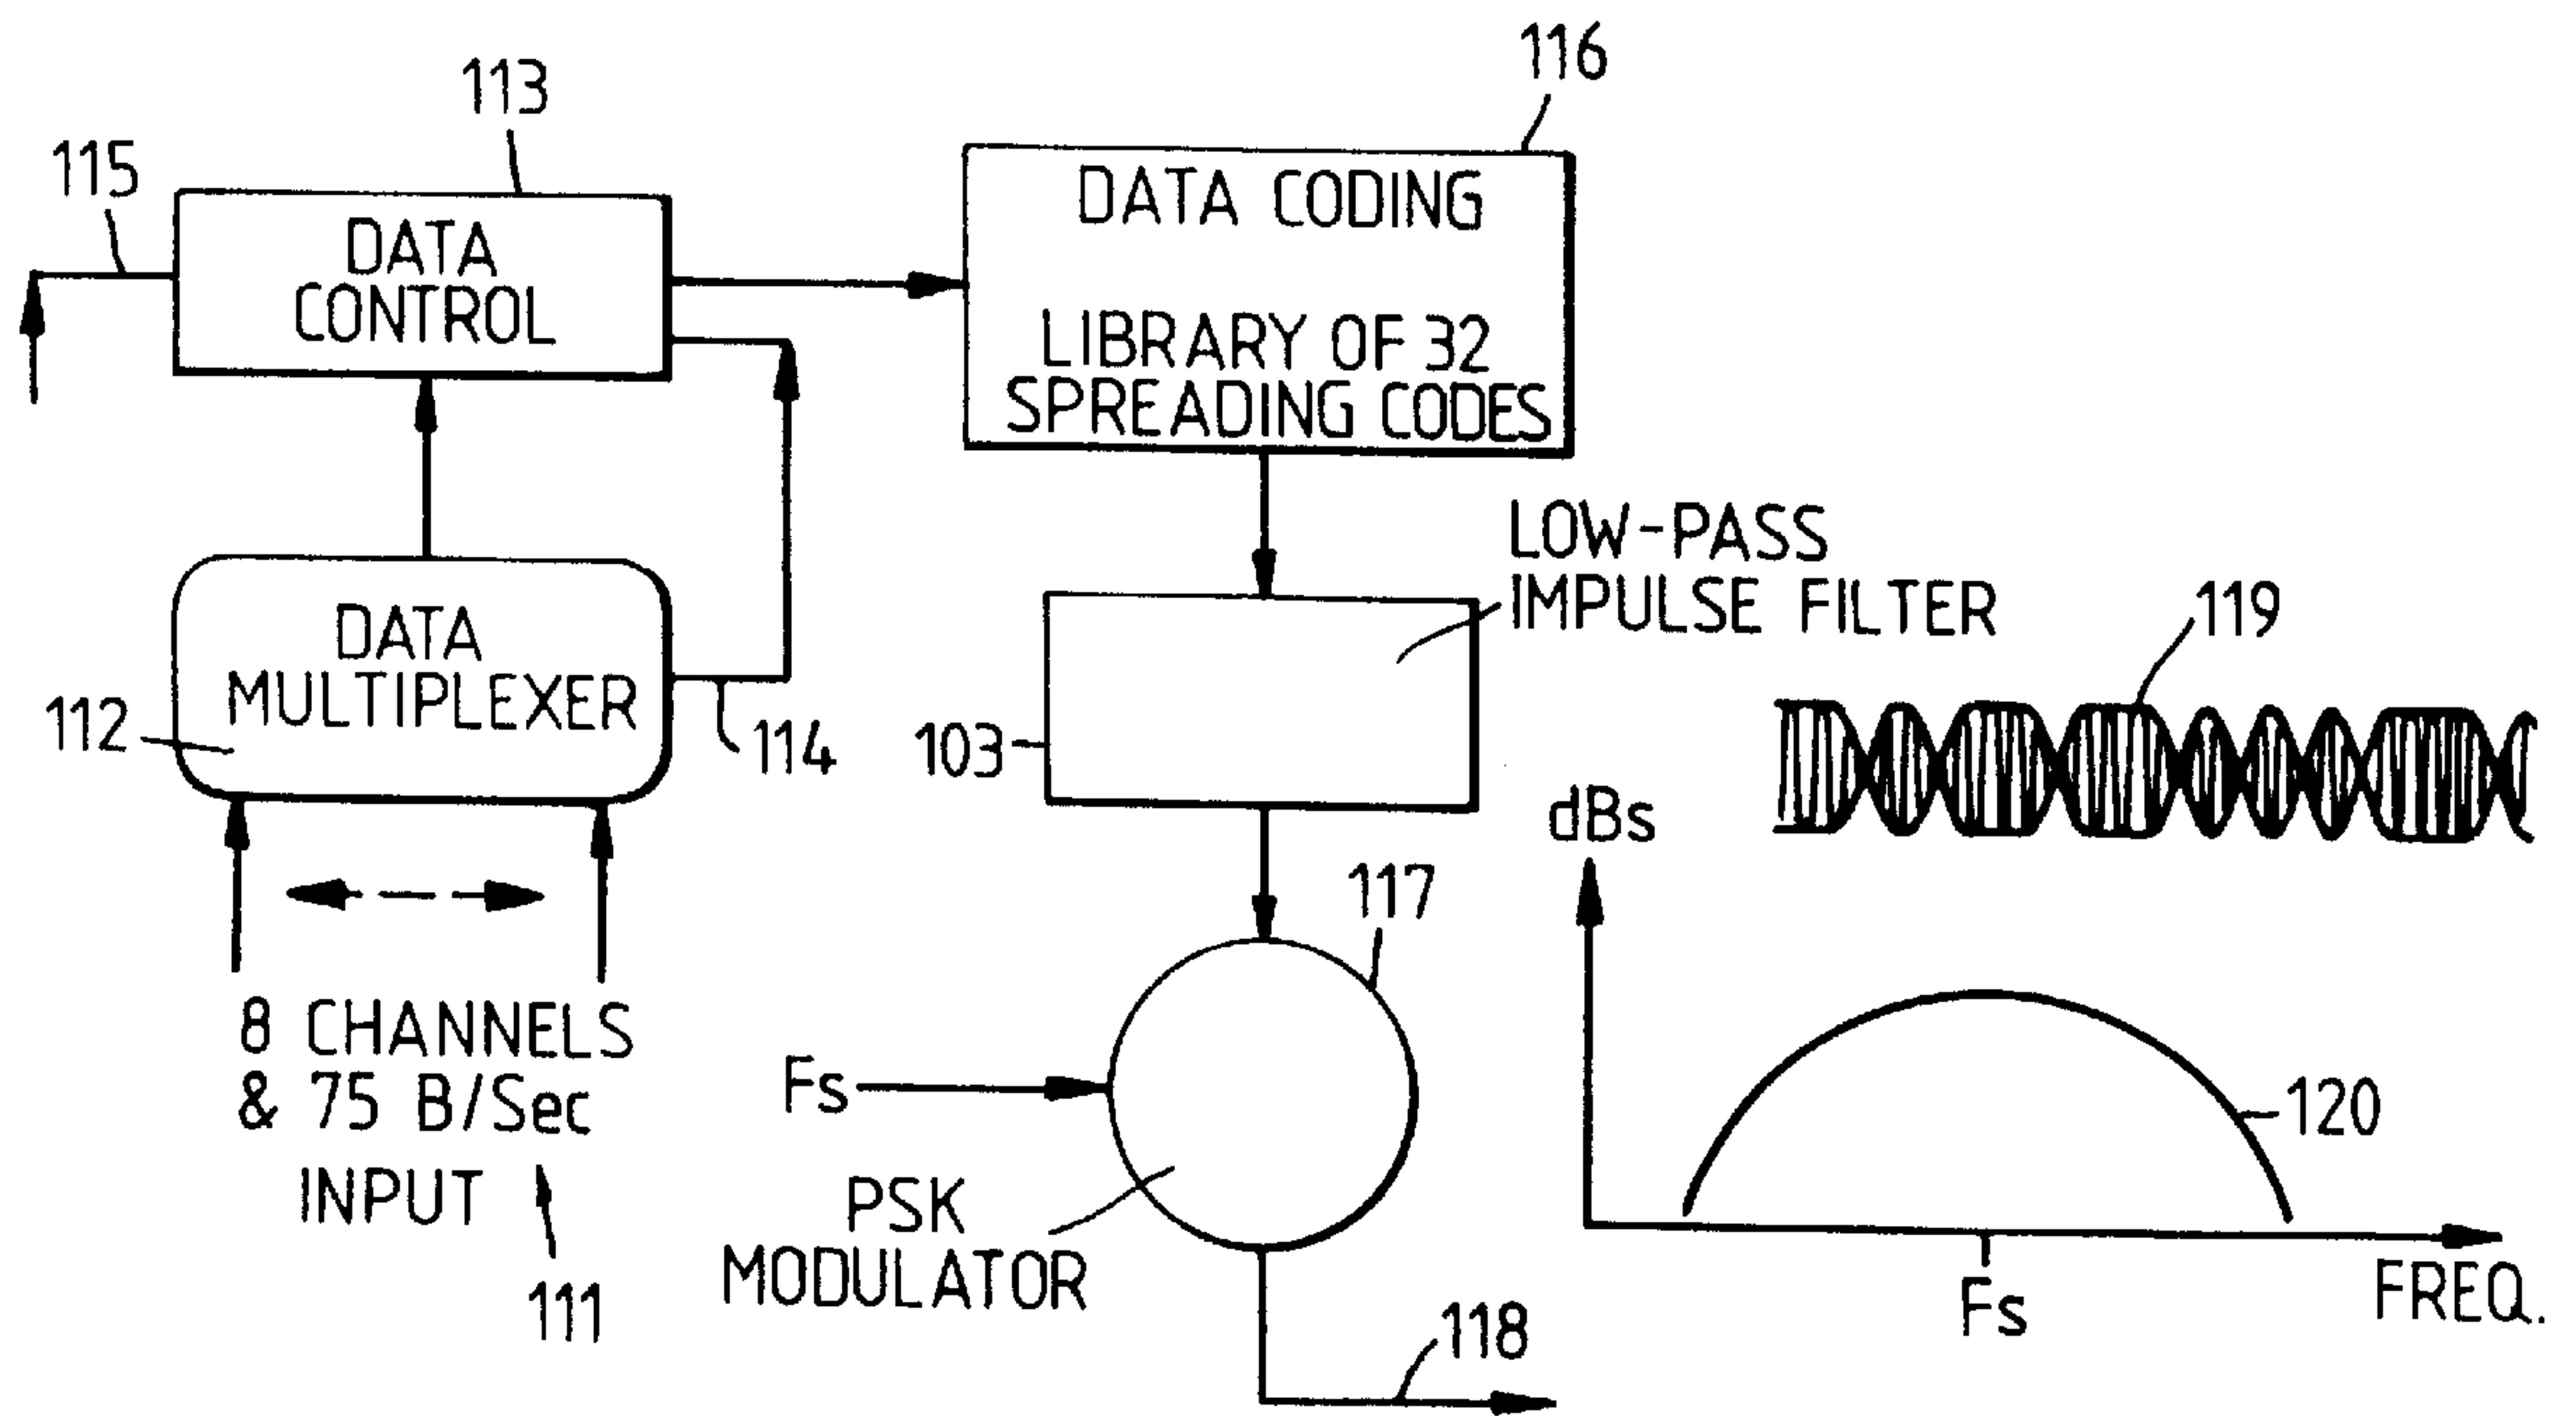 116
113
115
DATA CODING
DATA
CONTROL
LIBRARY OF 32
SPREADING CODES
LOW-PASS
IMPULSE FILTER
119
DATA
MULTIPLEXER
112
114
103
dBs
117
8 CHANNELS
& 75 B/Sec
INPUT
111
Fs
PSK
MODULATOR
120
Fs
FREQ.
118